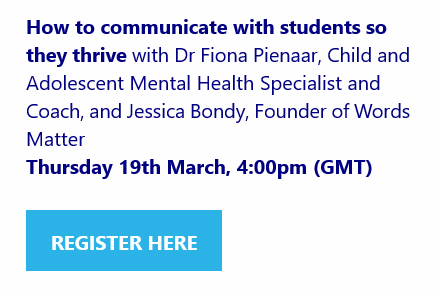 How to communicate with students so
they thrive with Dr Fiona Pienaar, Child and
Adolescent Mental Health Specialist and
Coach, and Jessica Bondy, Founder of Words
Matter
Thursday 19th March, 4:00pm (GMT)
REGISTER HERE